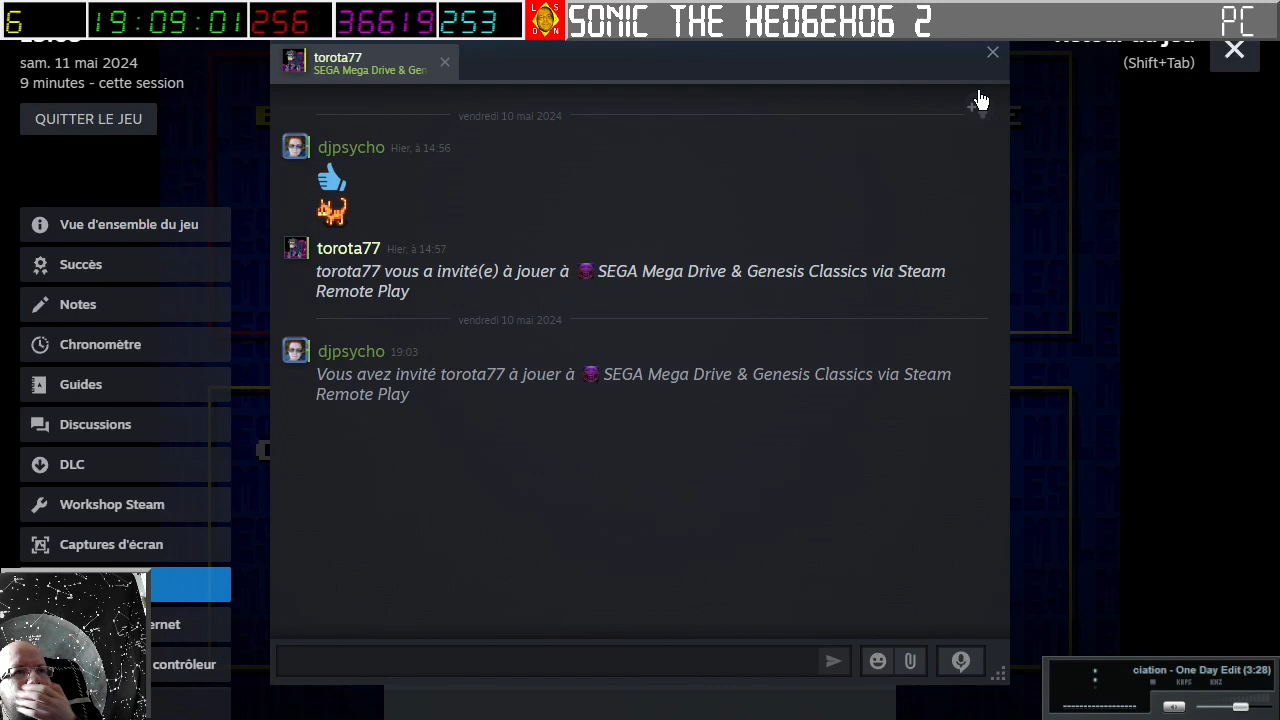 6 19:09:01 256 36619 253 SONIC THE HEDGEHOG 2 PC
sam. 11 mai 2024
9 minutes - cette session
QUITTER LE JEU
Vue d'ensemble du jeu
Succès
Notes
Chronomètre
Guides
Discussions
DLC
Workshop Steam
Captures d'écran
ernet
contrôleur
torota77
SEGA Mega Drive & Gen
vendredi 10 mai 2024
djpsycho Hier, à 14:56
torota77 Hier, à 14:57
torota77 vous a invité(e) à jouer à SEGA Mega Drive & Genesis Classics via Steam
Remote Play
vendredi 10 mai 2024
djpsycho 19:03
Vous avez invité torota77 à jouer à SEGA Mega Drive & Genesis Classics via Steam
Remote Play
(Shift+Tab)
ciation - One Day Edit (3:28)
KBPS KHZ